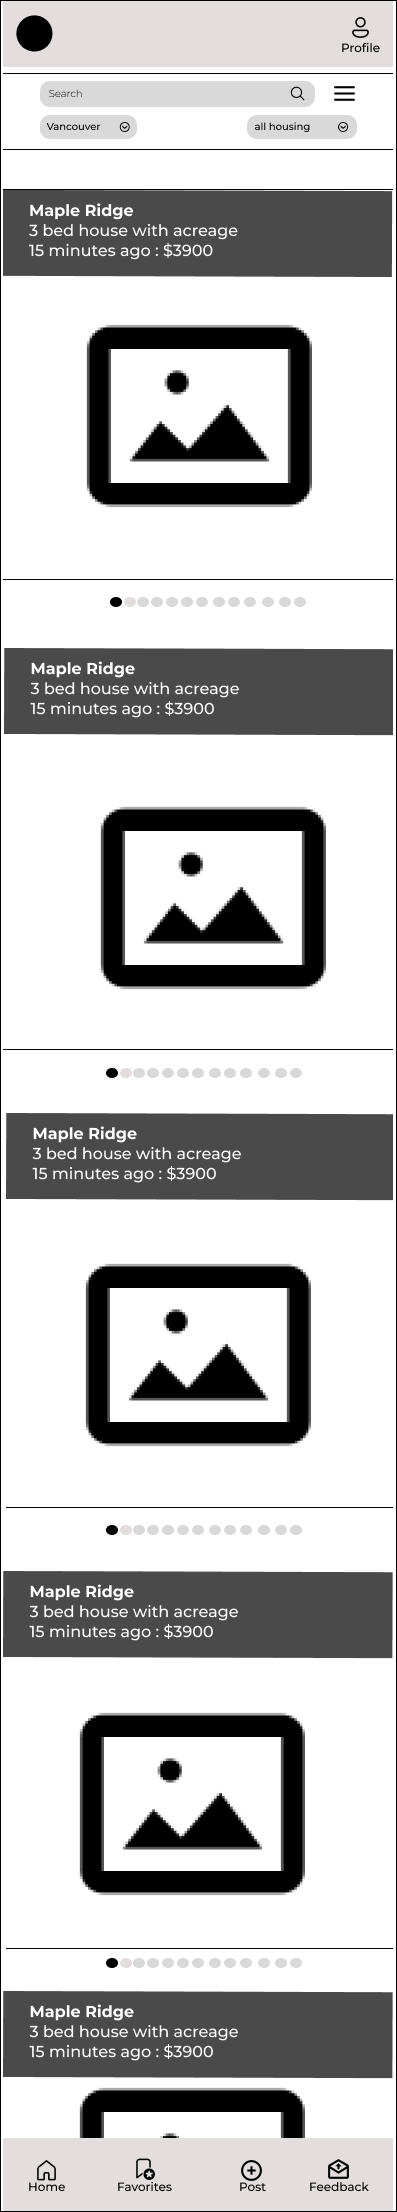 Profile
Search
Vancouver
all housing
Maple Ridge
3 bed house with acreage
15 minutes ago : $3900
Maple Ridge
3 bed house with acreage
15 minutes ago : $3900
Maple Ridge
3 bed house with acreage
15 minutes ago : $3900
Maple Ridge
3 bed house with acreage
15 minutes ago : $3900
Maple Ridge
3 bed house with acreage
15 minutes ago : $3900
Home
Favorites
Post
Feedback